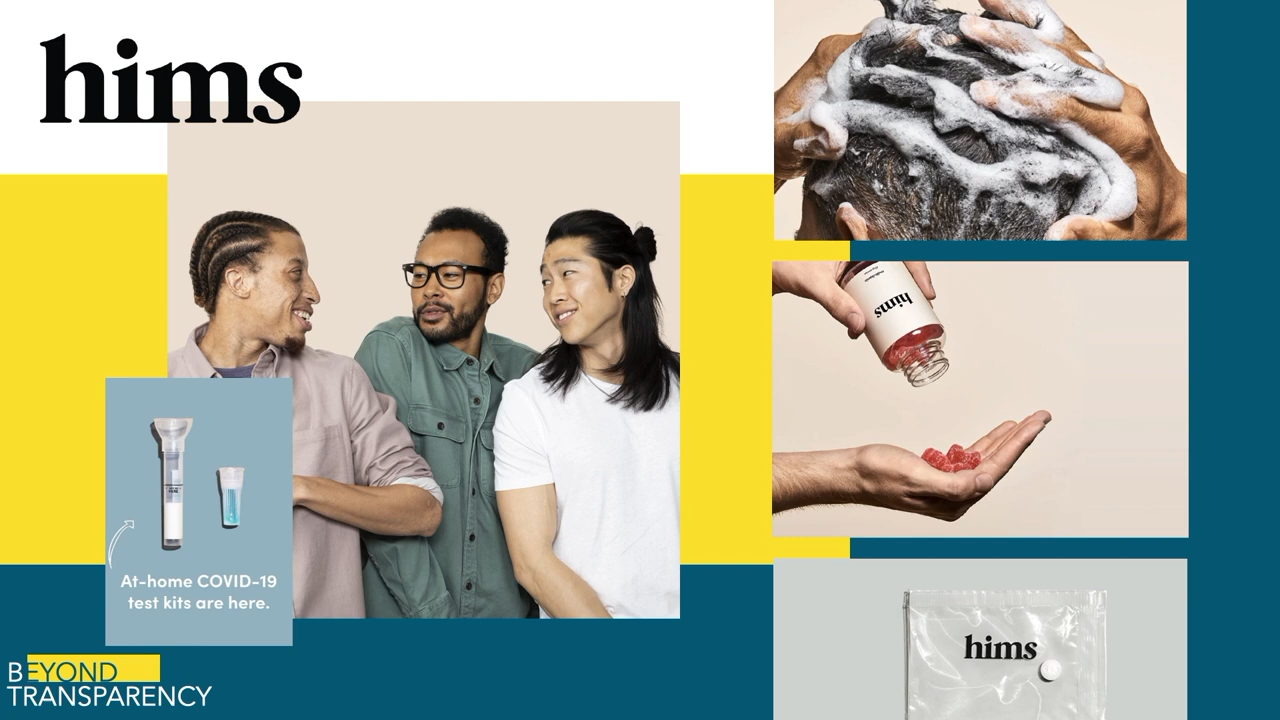 hims
hims
At-home COVID-19
test kits are here.
hims
BEYOND
TRANSPARENCY